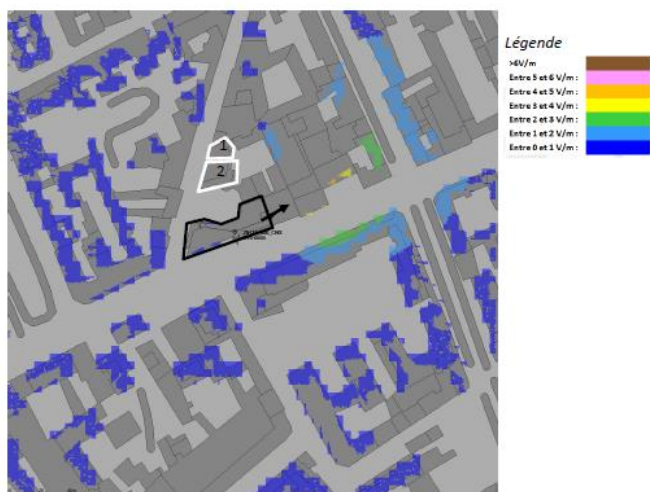 Légende
>6V/m
Entre 5 et 6 V/m :
Entre 4 et 5 V/m :
Entre 3 et 4 V/m :
Entre 2 et 3 V/m :
Entre 1 et 2 V/m :
Entre 0 et 1 V/m :
1
2